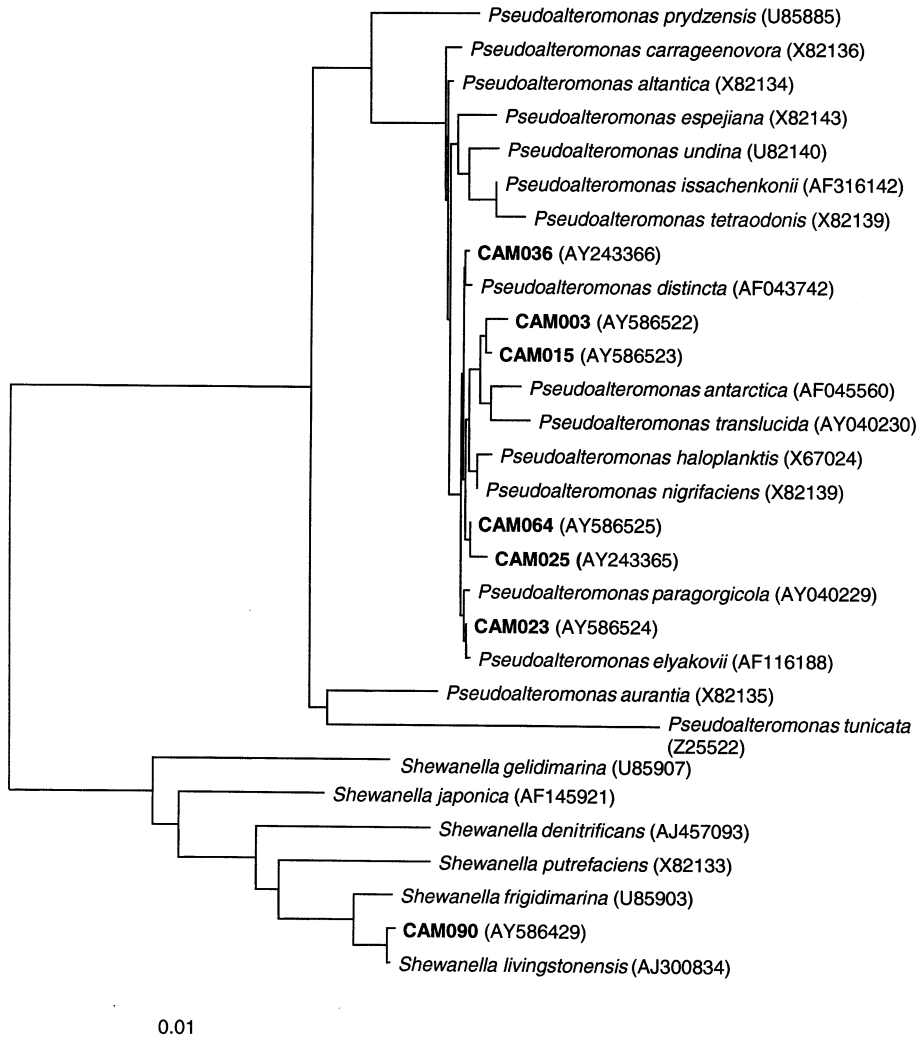 Pseudoalteromonas prydzensis (U85885)
Pseudoalteromonas carrageenovora (X82136)
Pseudoalteromonas altantica (X82134)
Pseudoalteromonas espejiana (X82143)
Pseudoalteromonas undina (U82140)
Pseudoalteromonas issachenkonii (AF316142)
Pseudoalteromonas tetraodonis (X82139)
CAM036 (AY243366)
Pseudoalteromonas distincta (AF043742)
CAM003 (AY586522)
CAM015 (AY586523)
Pseudoalteromonas antarctica (AF045560)
Pseudoalteromonas translucida (AY040230)
Pseudoalteromonas haloplanktis (X67024)
Pseudoalteromonas nigrifaciens (X82139)
CAM064 (AY586525)
CAM025 (AY243365)
Pseudoalteromonas paragorgicola (AY040229)
CAM023 (AY586524)
Pseudoalteromonas elyakovii (AF116188)
Pseudoalteromonas aurantia (X82135)
Pseudoalteromonas tunicata
(Z25522)
Shewanella gelidimarina (U85907)
Shewanella japonica (AF145921)
Shewanella denitrificans (AJ457093)
Shewanella putrefaciens (X82133)
Shewanella frigidimarina (U85903)
CAM090 (AY586429)
Shewanella livingstonensis (AJ300834)
0.01